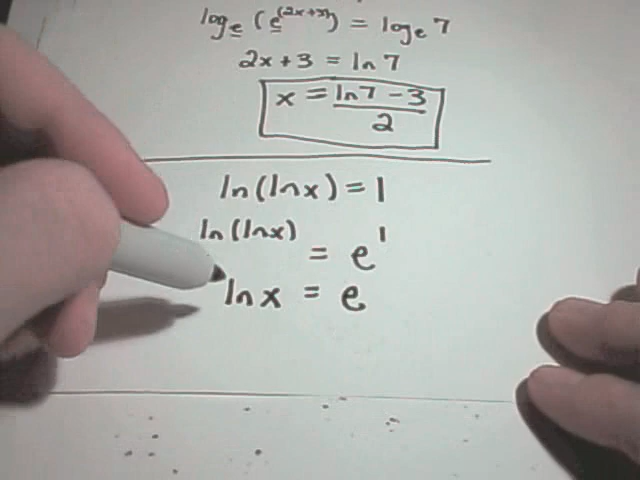 logₑ(e^(2x+3)) = logₑ 7
2x+3 = ln 7
x = (ln 7 - 3)/2
ln(ln x) = 1
ln(ln x) = e^1
ln x = e